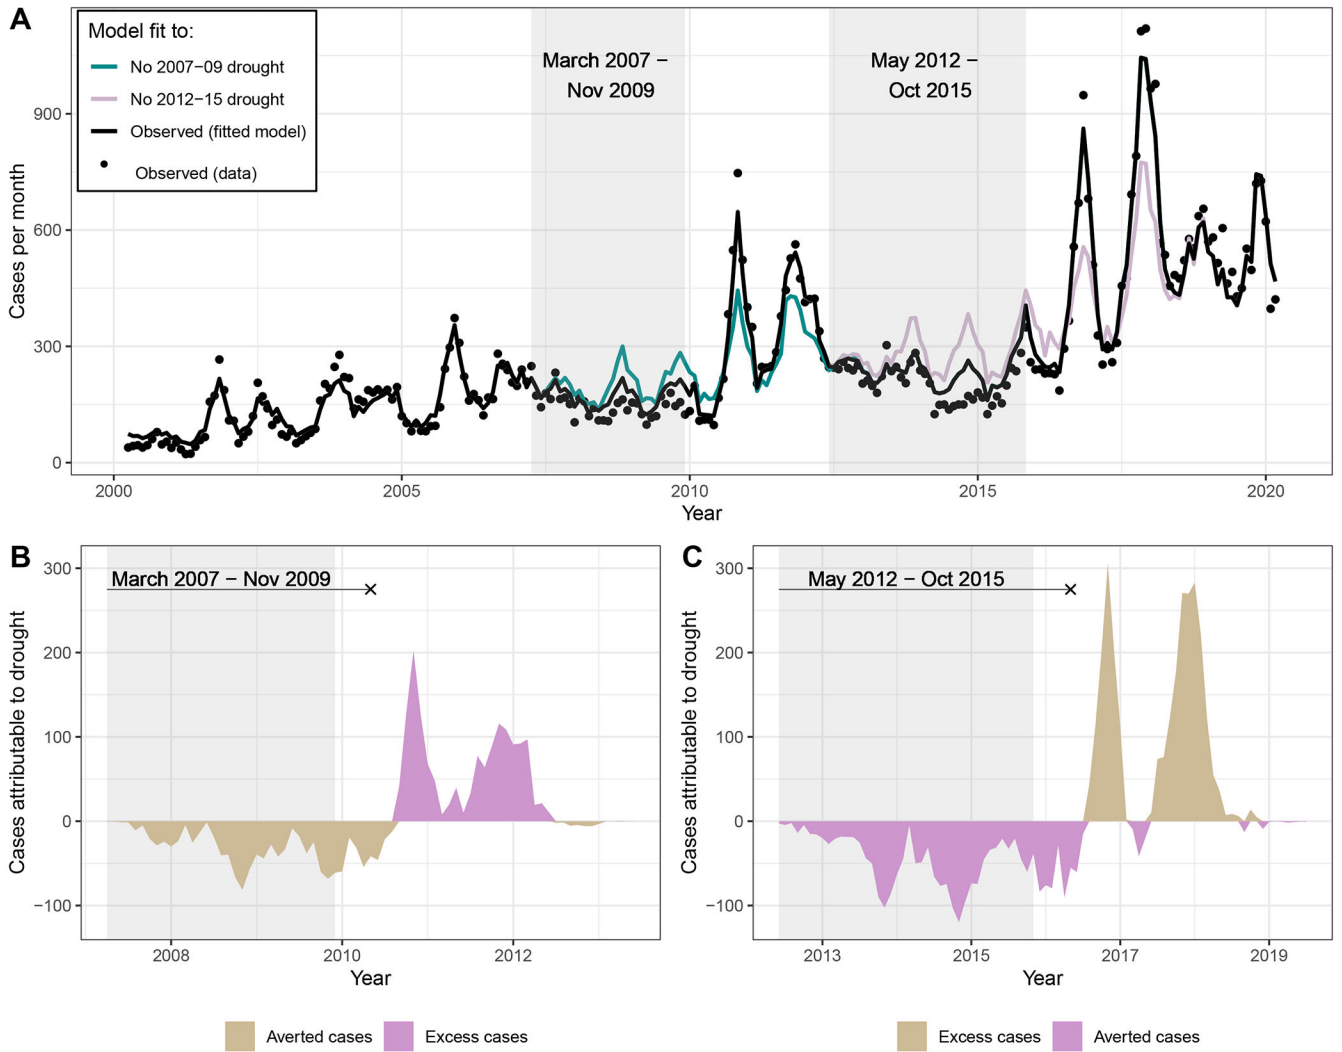 A
Model fit to:
No 2007−09 drought
No 2012−15 drought
Observed (fitted model)
Observed (data)
March 2007 −
Nov 2009
May 2012 −
Oct 2015
Cases per month
900
600
300
0
2000
2005
2010
2015
2020
Year
B
March 2007 − Nov 2009
Cases attributable to drought
300
200
100
0
−100
2008
2010
2012
Year
Averted cases
Excess cases
C
May 2012 − Oct 2015
Cases attributable to drought
300
200
100
0
−100
2013
2015
2017
2019
Year
Excess cases
Averted cases